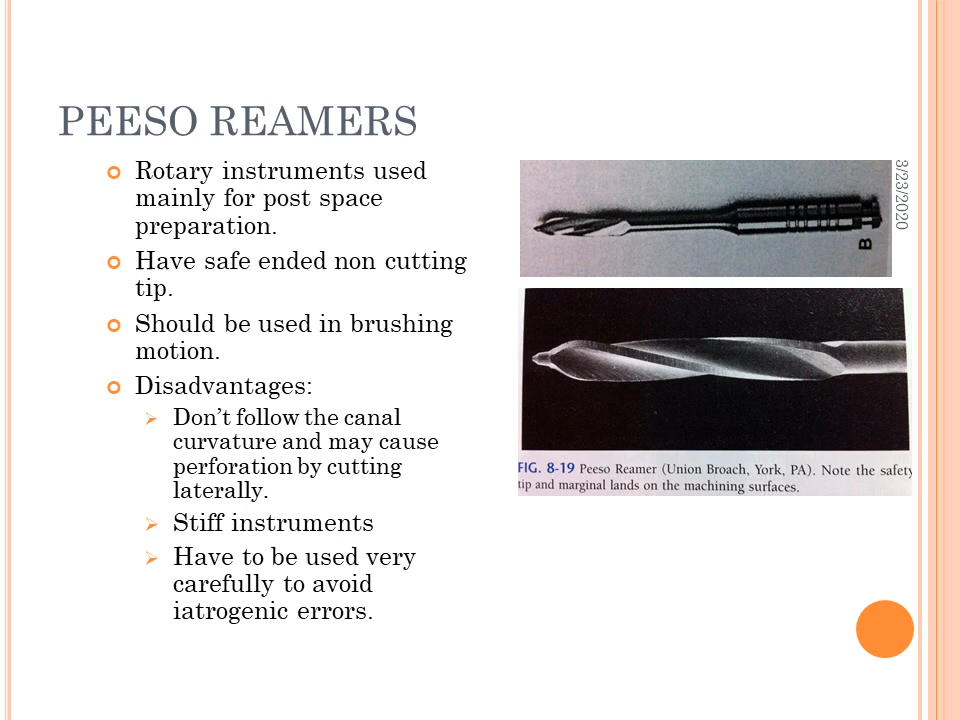 PEESO REAMERS
Rotary instruments used
mainly for post space
preparation.
Have safe ended non cutting
tip.
Should be used in brushing
motion.
Disadvantages:
Don’t follow the canal
curvature and may cause
perforation by cutting
laterally.
Stiff instruments
Have to be used very
carefully to avoid
iatrogenic errors.
3/23/2020
B
FIG. 8-19 Peeso Reamer (Union Broach, York, PA). Note the safety
tip and marginal lands on the machining surfaces.